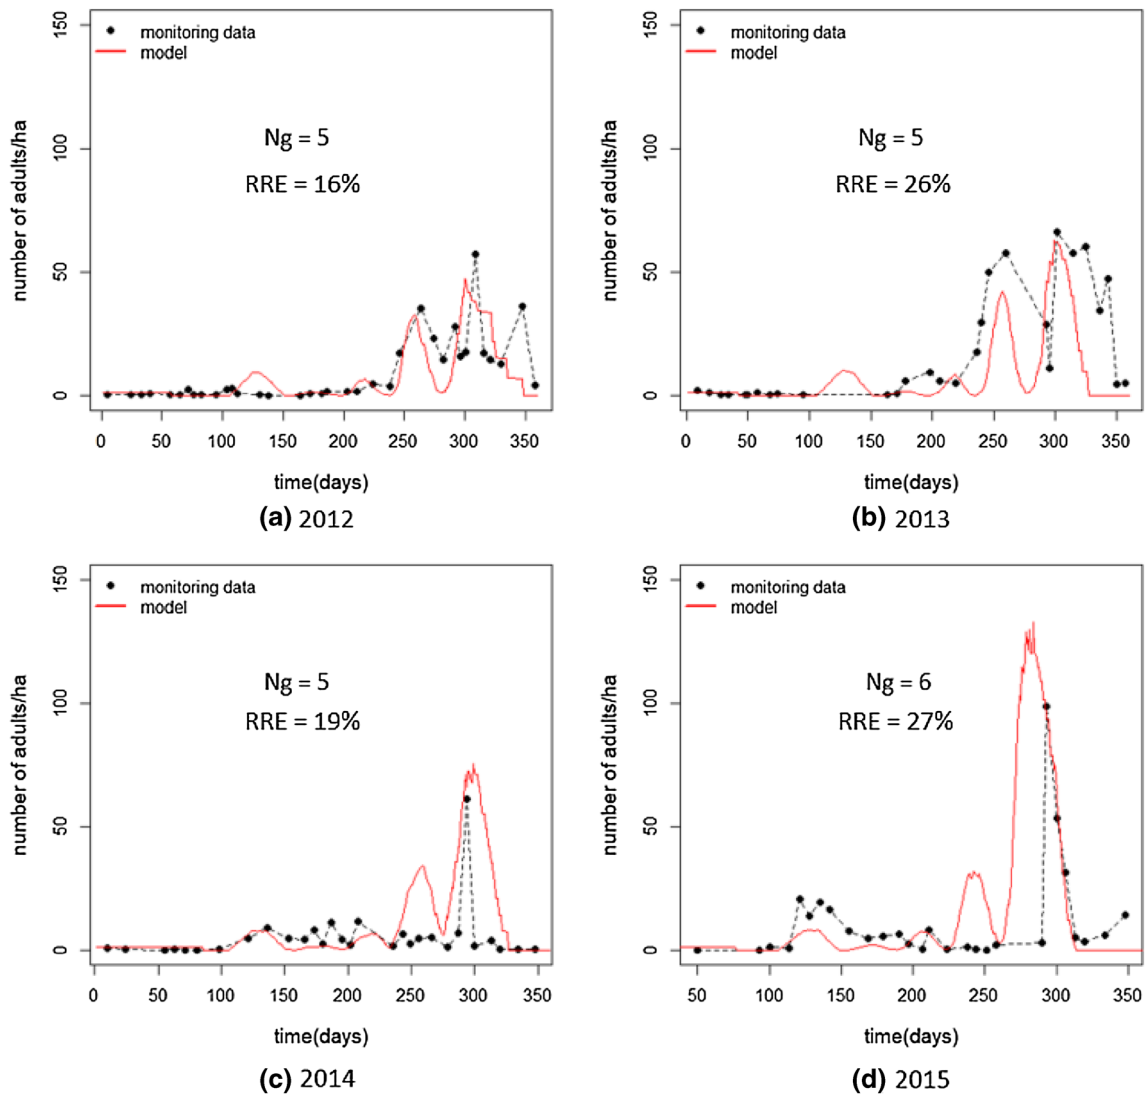 150
100
50
0
number of adults/ha
monitoring data
model
Ng = 5
RRE = 16%
0 50 100 150 200 250 300 350
time(days)
(a) 2012
150
100
50
0
number of adults/ha
monitoring data
model
Ng = 5
RRE = 26%
0 50 100 150 200 250 300 350
time(days)
(b) 2013
150
100
50
0
number of adults/ha
monitoring data
model
Ng = 5
RRE = 19%
0 50 100 150 200 250 300 350
time(days)
(c) 2014
150
100
50
0
number of adults/ha
monitoring data
model
Ng = 6
RRE = 27%
50 100 150 200 250 300 350
time(days)
(d) 2015